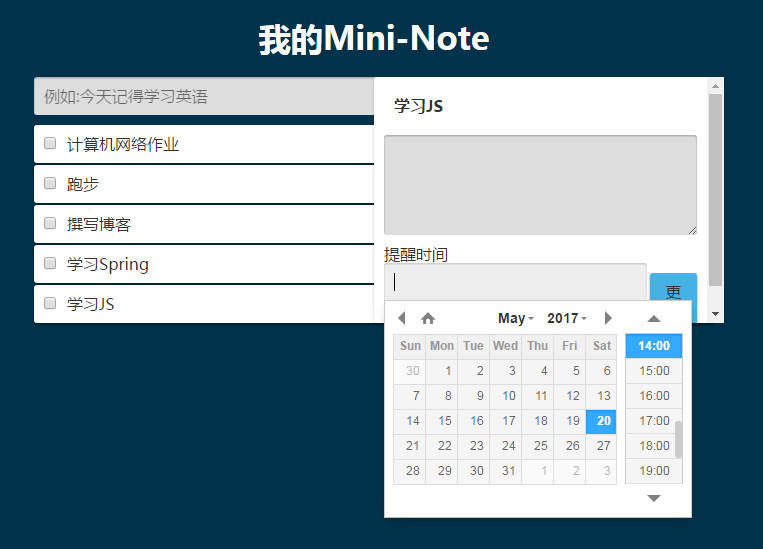 我的Mini-Note
例如:今天记得学习英语
计算机网络作业
跑步
撰写博客
学习Spring
学习JS
学习JS
提醒时间
更
May 2017
Sun Mon Tue Wed Thu Fri Sat
30 1 2 3 4 5 6
7 8 9 10 11 12 13
14 15 16 17 18 19 20
21 22 23 24 25 26 27
28 29 30 31 1 2 3
14:00
15:00
16:00
17:00
18:00
19:00